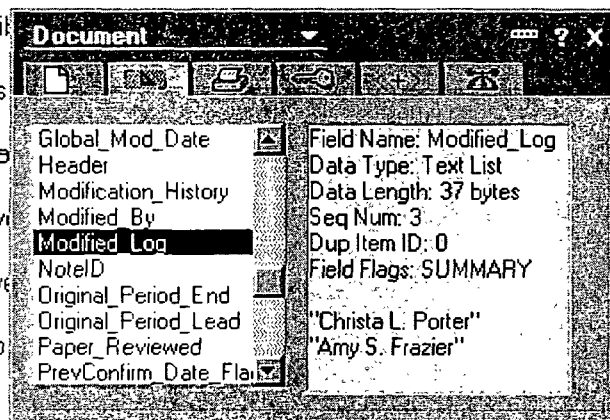 Document
? X
Global_Mod_Date
Header
Modification_History
Modified_By
Modified_Log
NoteID
Original_Period_End
Original_Period_Lead
Paper_Reviewed
PrevConfirm_Date_Fla
Field Name: Modified_Log
Data Type: Text List
Data Length: 37 bytes
Seq Num: 3
Dup Item ID: 0
Field Flags: SUMMARY
"Christa L. Porter"
"Amy S. Frazier"